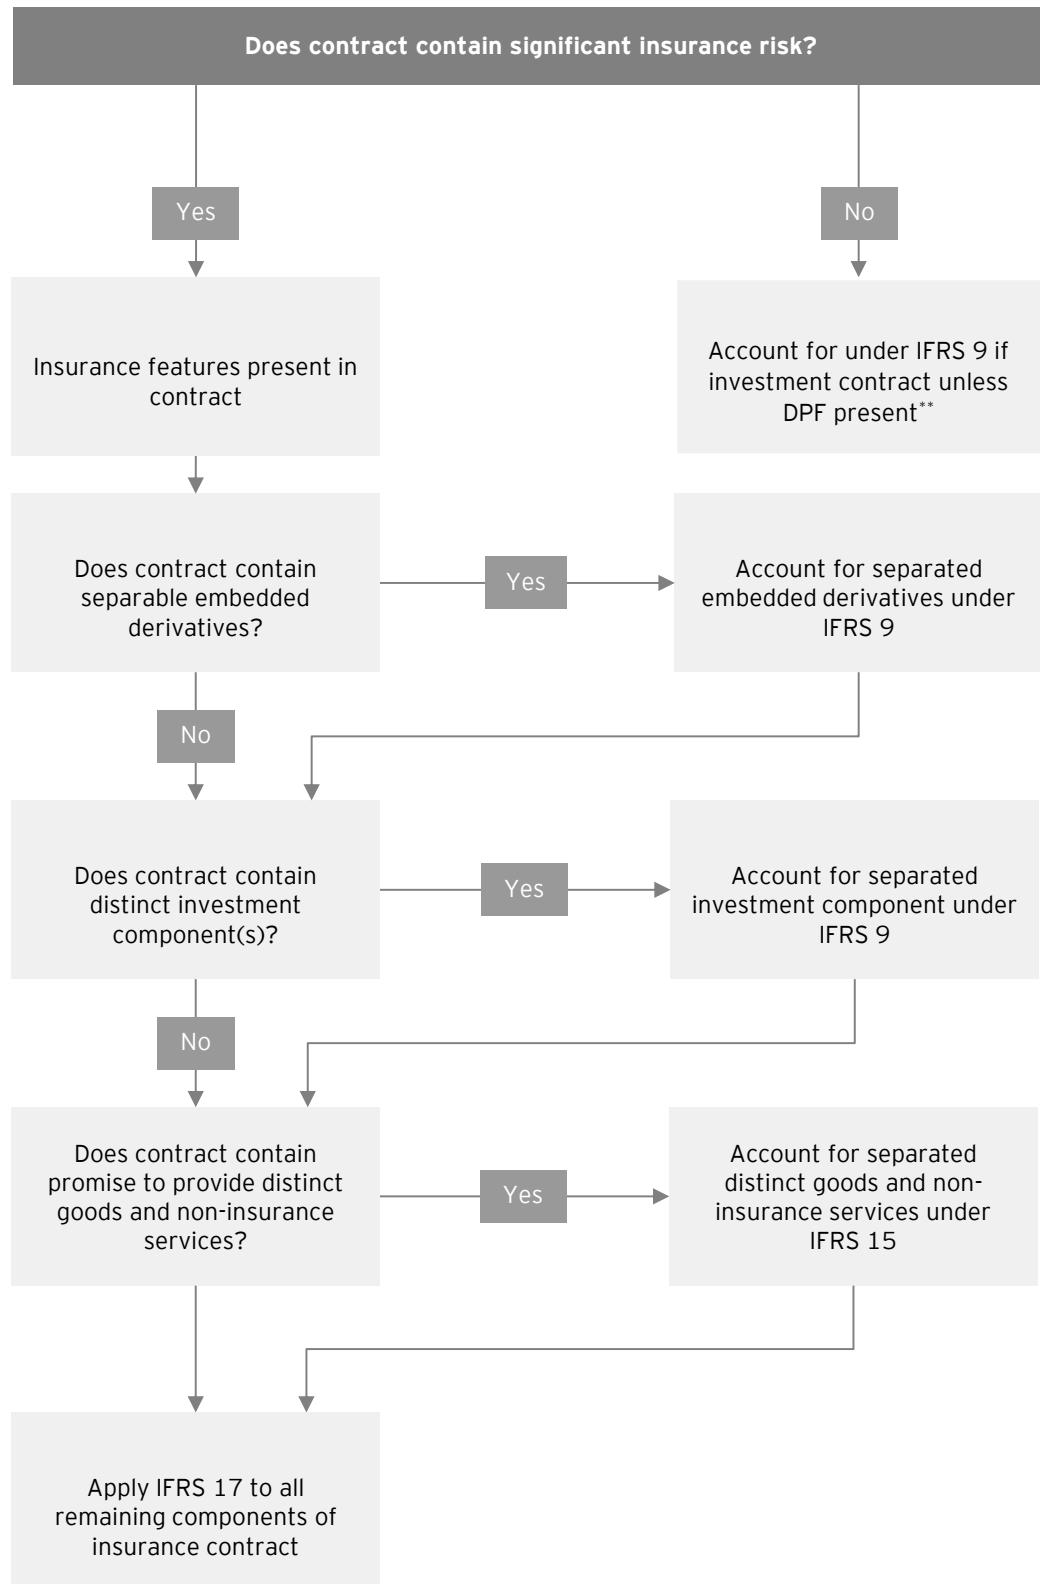 Does contract contain significant insurance risk?
Yes
No
Insurance features present in
contract
Account for under IFRS 9 if
investment contract unless
DPF present**
Does contract contain
separable embedded
derivatives?
Yes
Account for separated
embedded derivatives under
IFRS 9
No
Does contract contain
distinct investment
component(s)?
Yes
Account for separated
investment component under
IFRS 9
No
Does contract contain
promise to provide distinct
goods and non-insurance
services?
Yes
Account for separated
distinct goods and non-
insurance services under
IFRS 15
Apply IFRS 17 to all
remaining components of
insurance contract